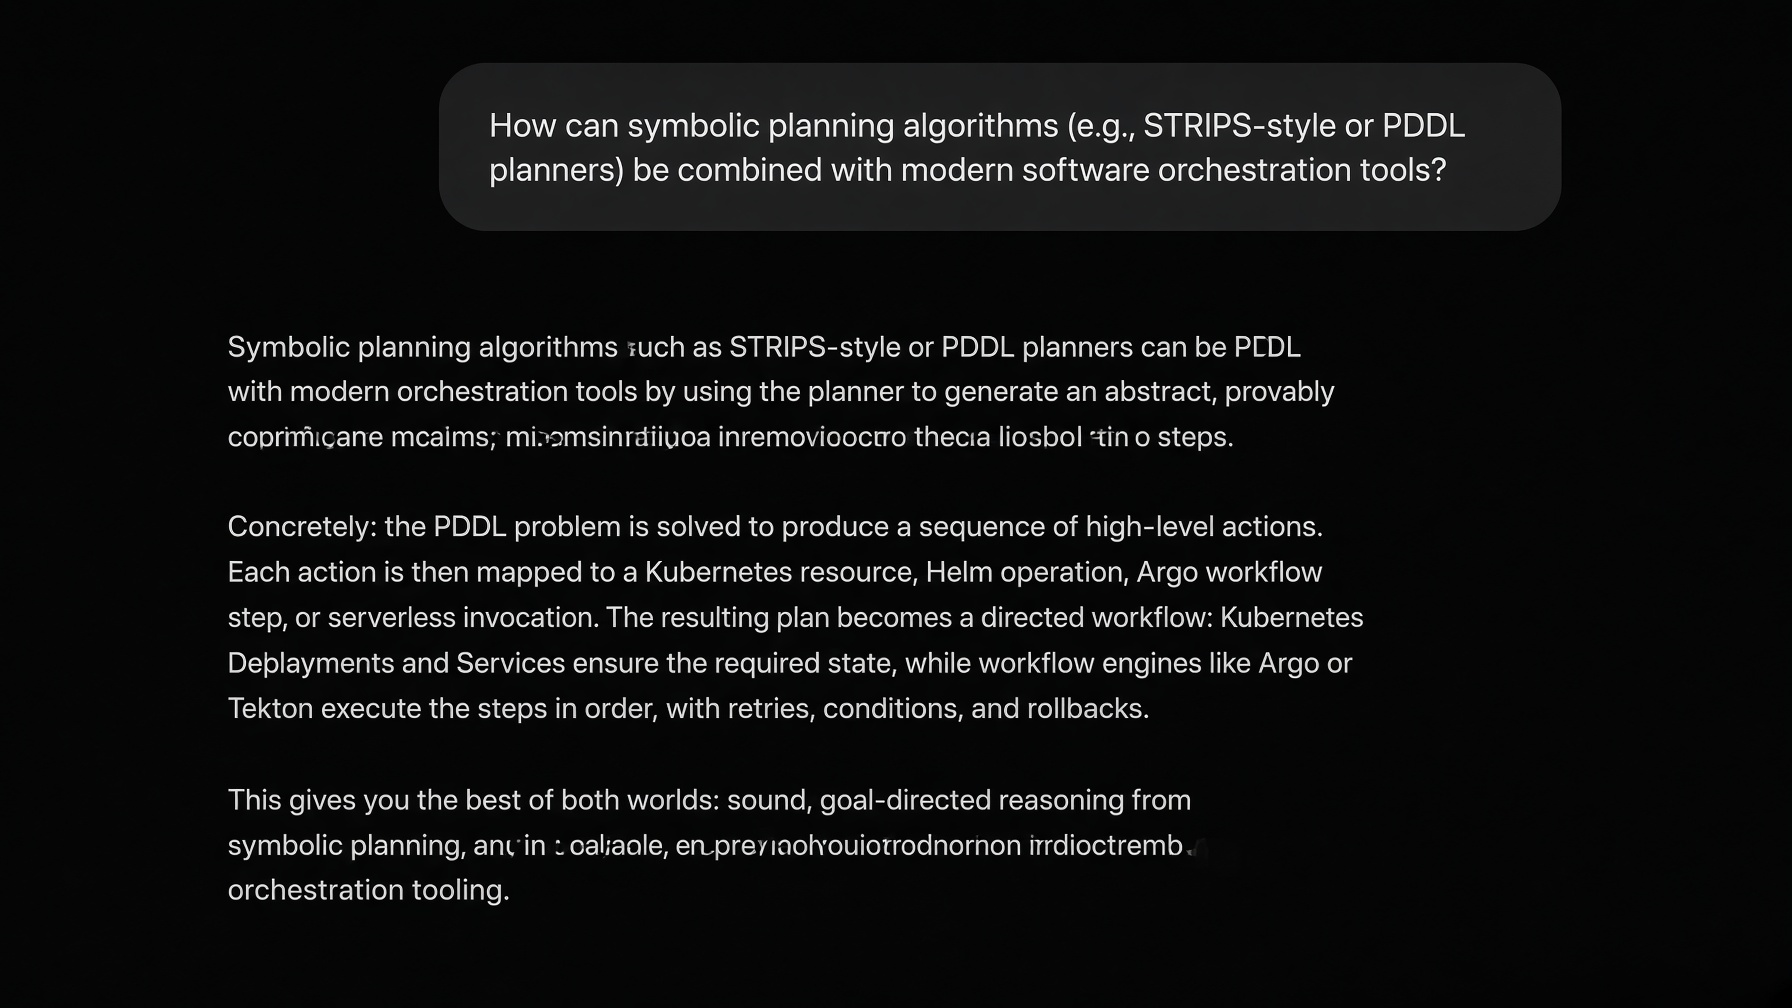 How can symbolic planning algorithms (e.g., STRIPS-style or PDDL
planners) be combined with modern software orchestration tools?
Symbolic planning algorithms such as STRIPS-style or PDDL planners can be PDDL
with modern orchestration tools by using the planner to generate an abstract, provably
steps.
Concretely: the PDDL problem is solved to produce a sequence of high-level actions.
Each action is then mapped to a Kubernetes resource, Helm operation, Argo workflow
step, or serverless invocation. The resulting plan becomes a directed workflow: Kubernetes
Deplayments and Services ensure the required state, while workflow engines like Argo or
Tekton execute the steps in order, with retries, conditions, and rollbacks.
This gives you the best of both worlds: sound, goal-directed reasoning from
symbolic planning, in
orchestration tooling.